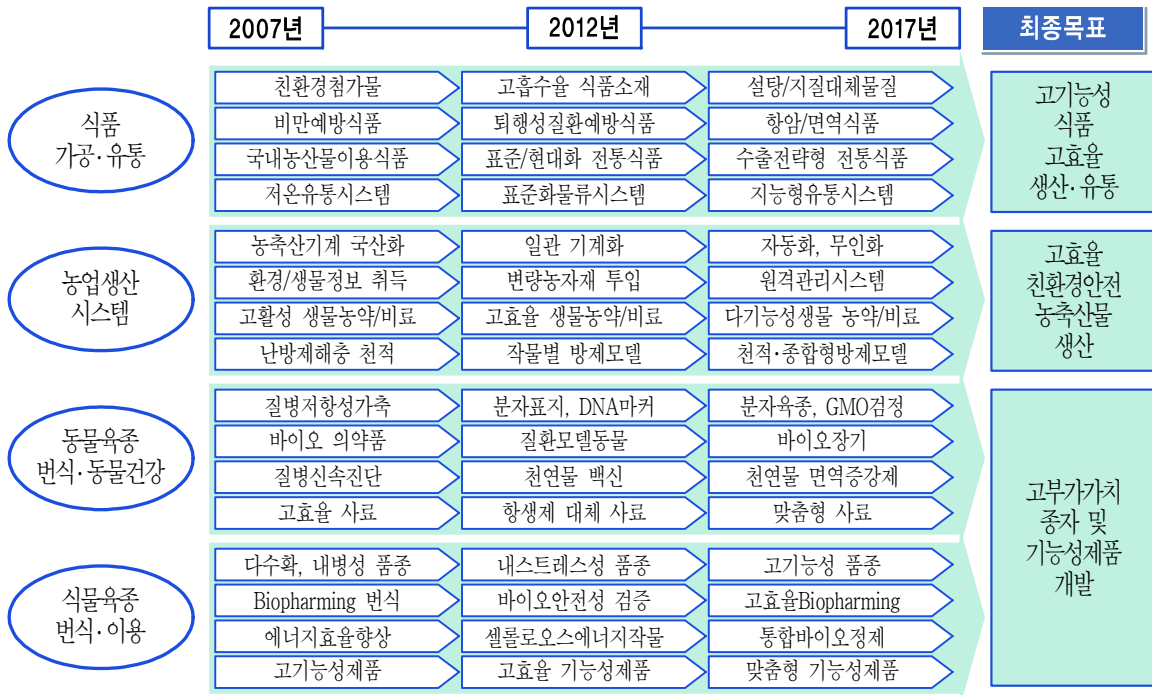 2007년 2012년 2017년 최종목표
식품
가공·유통
친환경첨가물 고흡수율 식품소재 설탕/지질대체물질
비만예방식품 퇴행성질환예방식품 항암/면역식품
국내농산물이용식품 표준/현대화 전통식품 수출전략형 전통식품
저온유통시스템 표준화물류시스템 지능형유통시스템
고기능성
식품
고효율
생산·유통
농업생산
시스템
농축산기계 국산화 일관 기계화 자동화, 무인화
환경/생물정보 취득 변량농자재 투입 원격관리시스템
고활성 생물농약/비료 고효율 생물농약/비료 다기능성생물 농약/비료
난방제해충 천적 작물별 방제모델 천적·종합형방제모델
고효율
친환경안전
농축산물
생산
동물육종
번식·동물건강
질병저항성가축 분자표지, DNA마커 분자육종, GMO검정
바이오 의약품 질환모델동물 바이오장기
질병신속진단 천연물 백신 천연물 면역증강제
고효율 사료 항생제 대체 사료 맞춤형 사료
식물육종
번식·이용
다수확, 내병성 품종 내스트레스성 품종 고기능성 품종
Biopharming 번식 바이오안전성 검증 고효율Biopharming
에너지효율향상 셀룰로오스에너지작물 통합바이오정제
고기능성제품 고효율 기능성제품 맞춤형 기능성제품
고부가가치
종자 및
기능성제품
개발